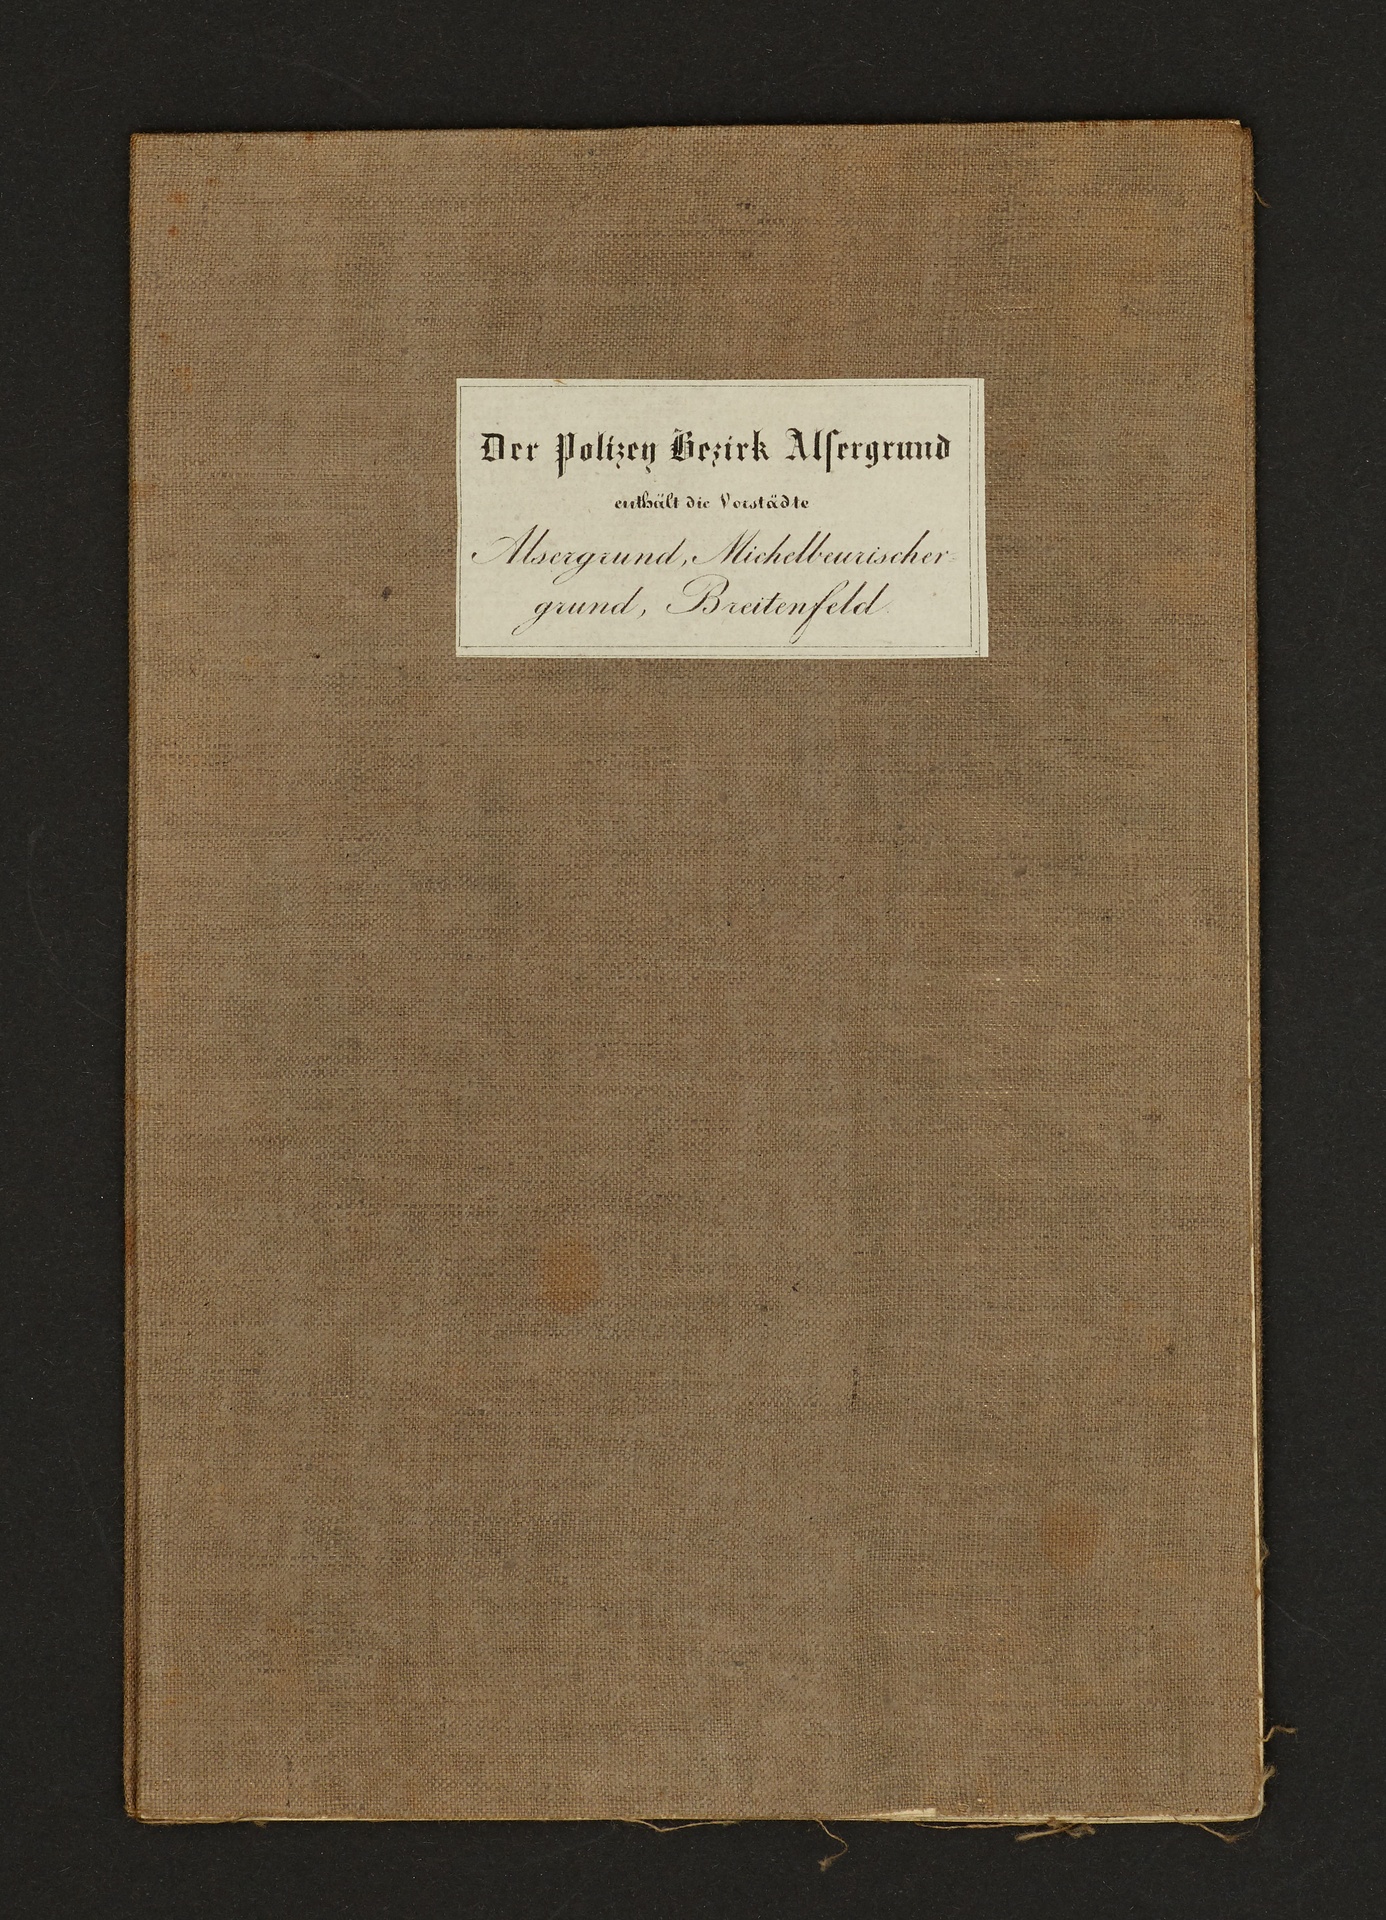 Der Polizey Bezirk Alſergrund
enthält die Vorstädte
Alsergrund, Michelbeurischer-
grund, Breitenfeld.